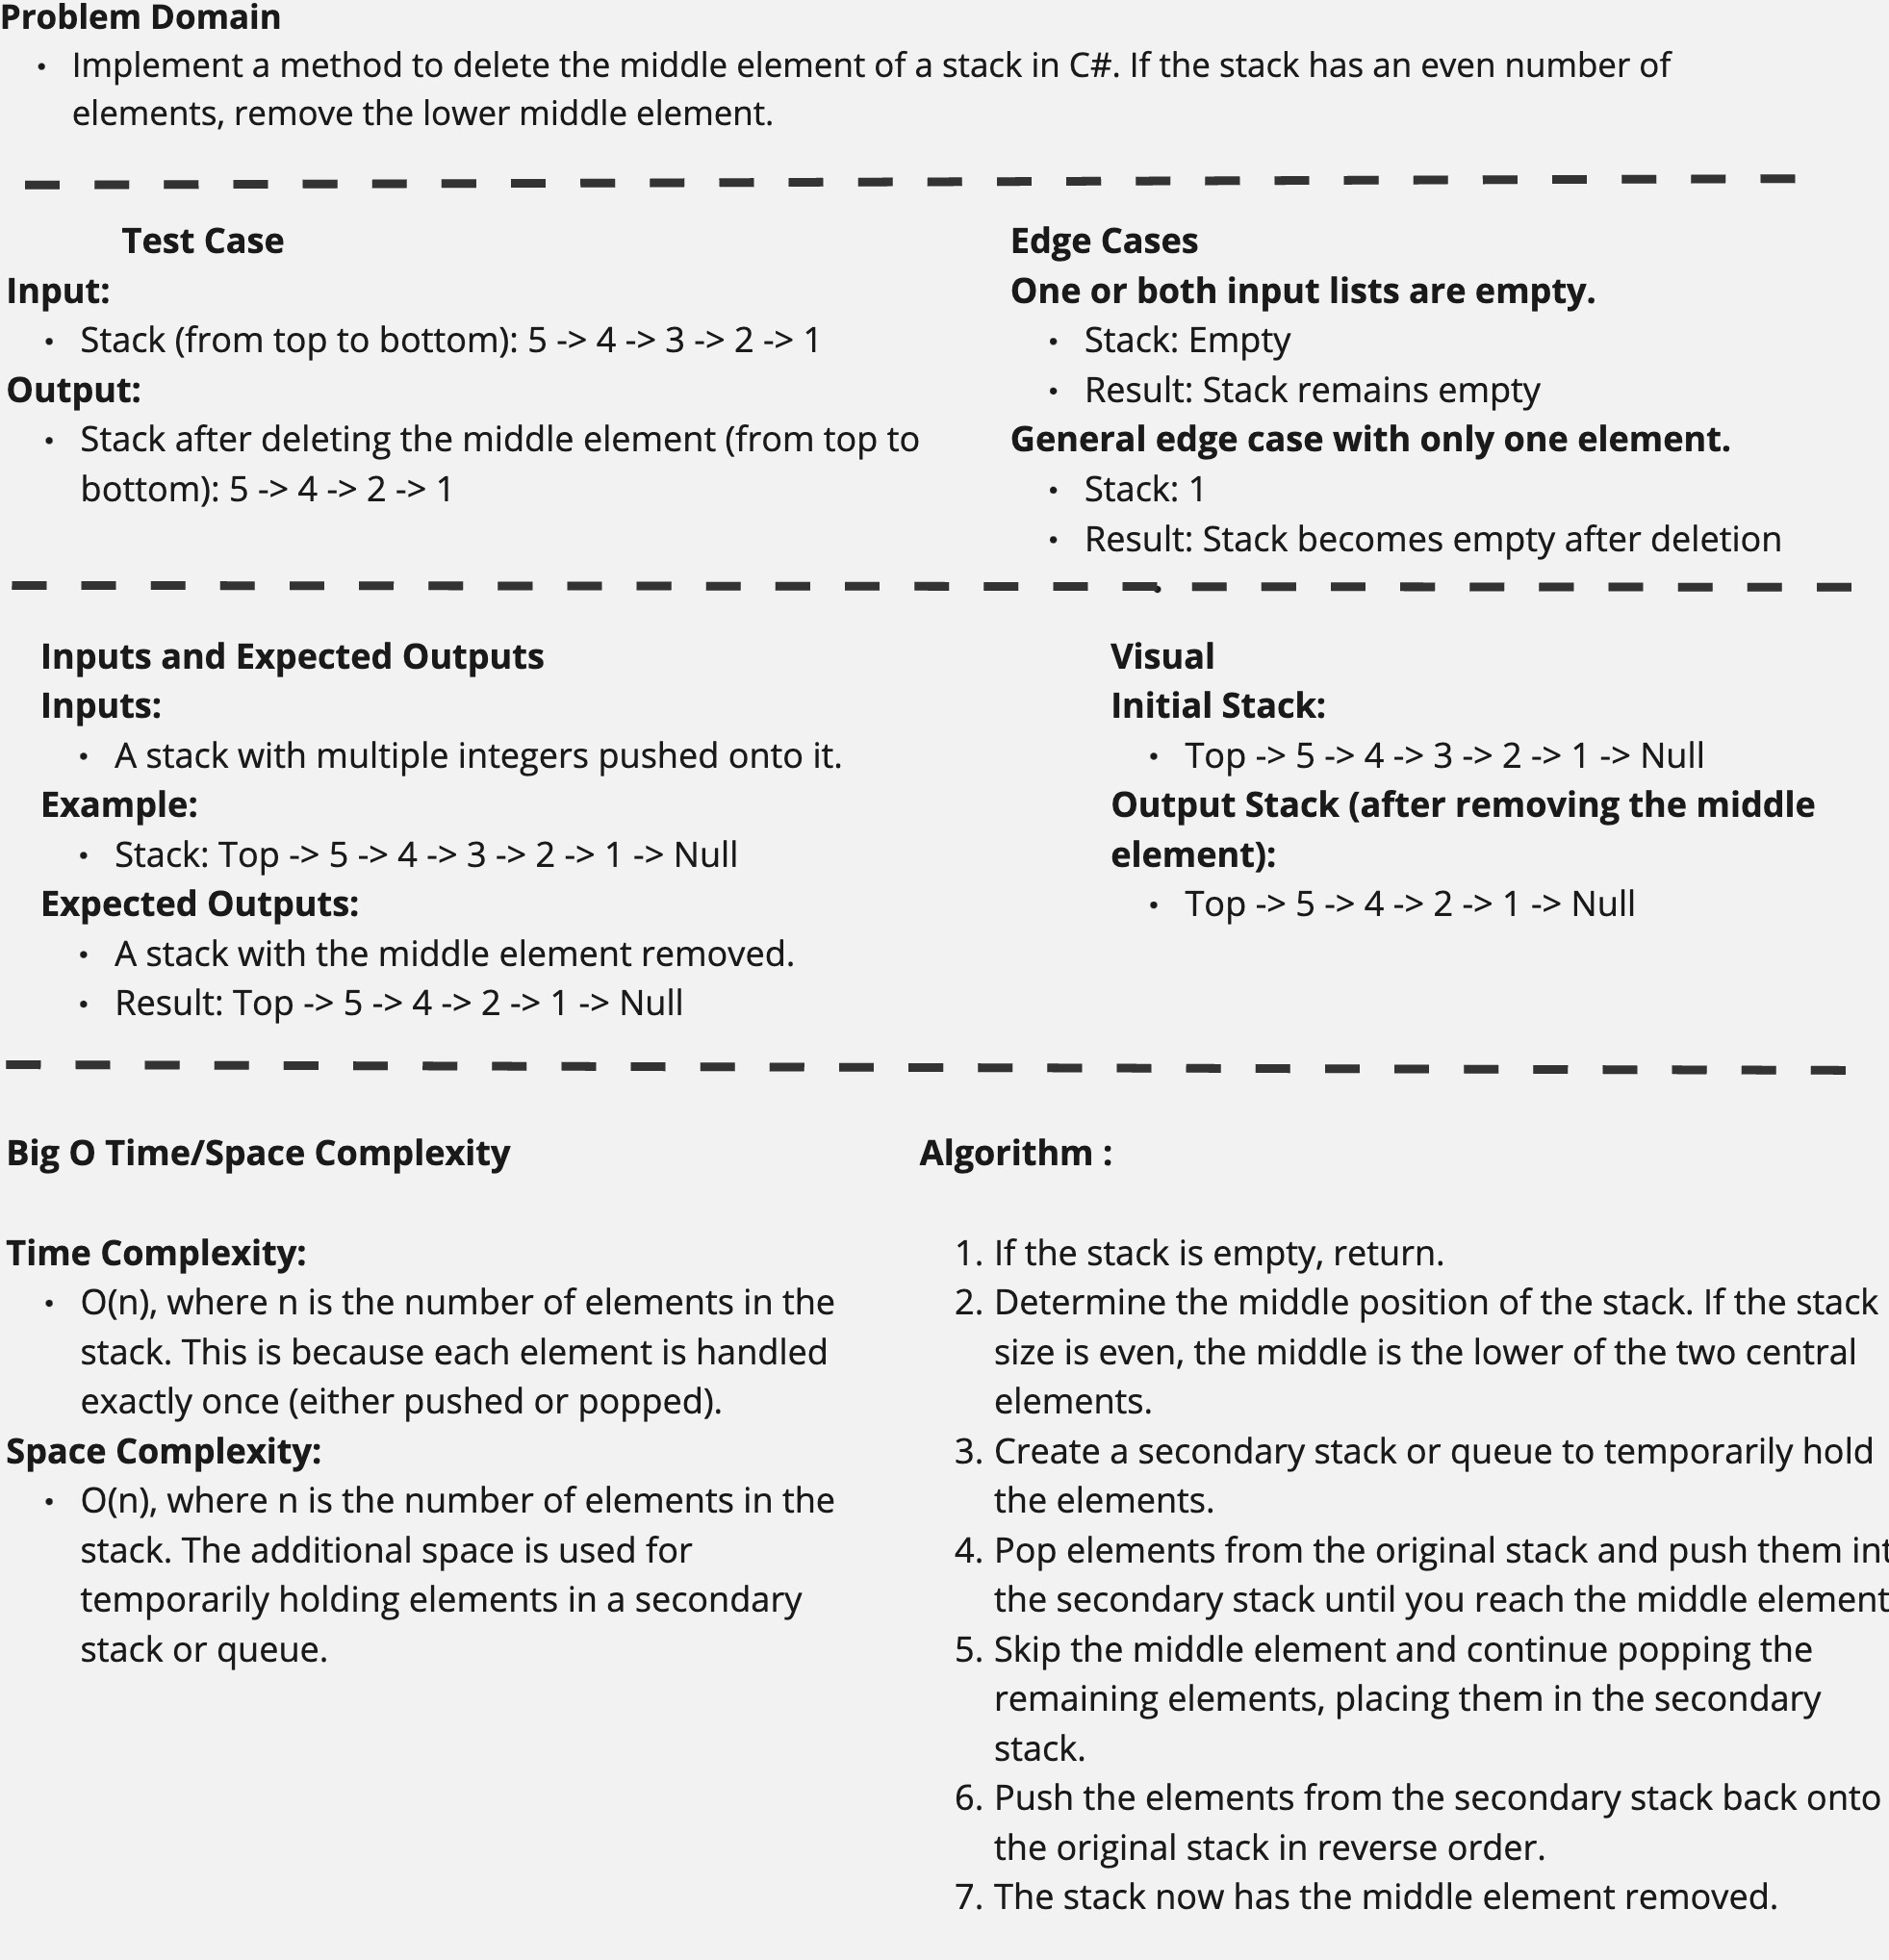 Problem Domain
• Implement a method to delete the middle element of a stack in C#. If the stack has an even number of
elements, remove the lower middle element.
Test Case
Input:
• Stack (from top to bottom): 5 -> 4 -> 3 -> 2 -> 1
Output:
• Stack after deleting the middle element (from top to
bottom): 5 -> 4 -> 2 -> 1
Edge Cases
One or both input lists are empty.
• Stack: Empty
• Result: Stack remains empty
General edge case with only one element.
• Stack: 1
• Result: Stack becomes empty after deletion
Inputs and Expected Outputs
Inputs:
• A stack with multiple integers pushed onto it.
Example:
• Stack: Top -> 5 -> 4 -> 3 -> 2 -> 1 -> Null
Expected Outputs:
• A stack with the middle element removed.
• Result: Top -> 5 -> 4 -> 2 -> 1 -> Null
Visual
Initial Stack:
• Top -> 5 -> 4 -> 3 -> 2 -> 1 -> Null
Output Stack (after removing the middle
element):
• Top -> 5 -> 4 -> 2 -> 1 -> Null
Big O Time/Space Complexity
Time Complexity:
• O(n), where n is the number of elements in the
stack. This is because each element is handled
exactly once (either pushed or popped).
Space Complexity:
• O(n), where n is the number of elements in the
stack. The additional space is used for
temporarily holding elements in a secondary
stack or queue.
Algorithm :
1. If the stack is empty, return.
2. Determine the middle position of the stack. If the stack
size is even, the middle is the lower of the two central
elements.
3. Create a secondary stack or queue to temporarily hold
the elements.
4. Pop elements from the original stack and push them int
the secondary stack until you reach the middle element
5. Skip the middle element and continue popping the
remaining elements, placing them in the secondary
stack.
6. Push the elements from the secondary stack back onto
the original stack in reverse order.
7. The stack now has the middle element removed.